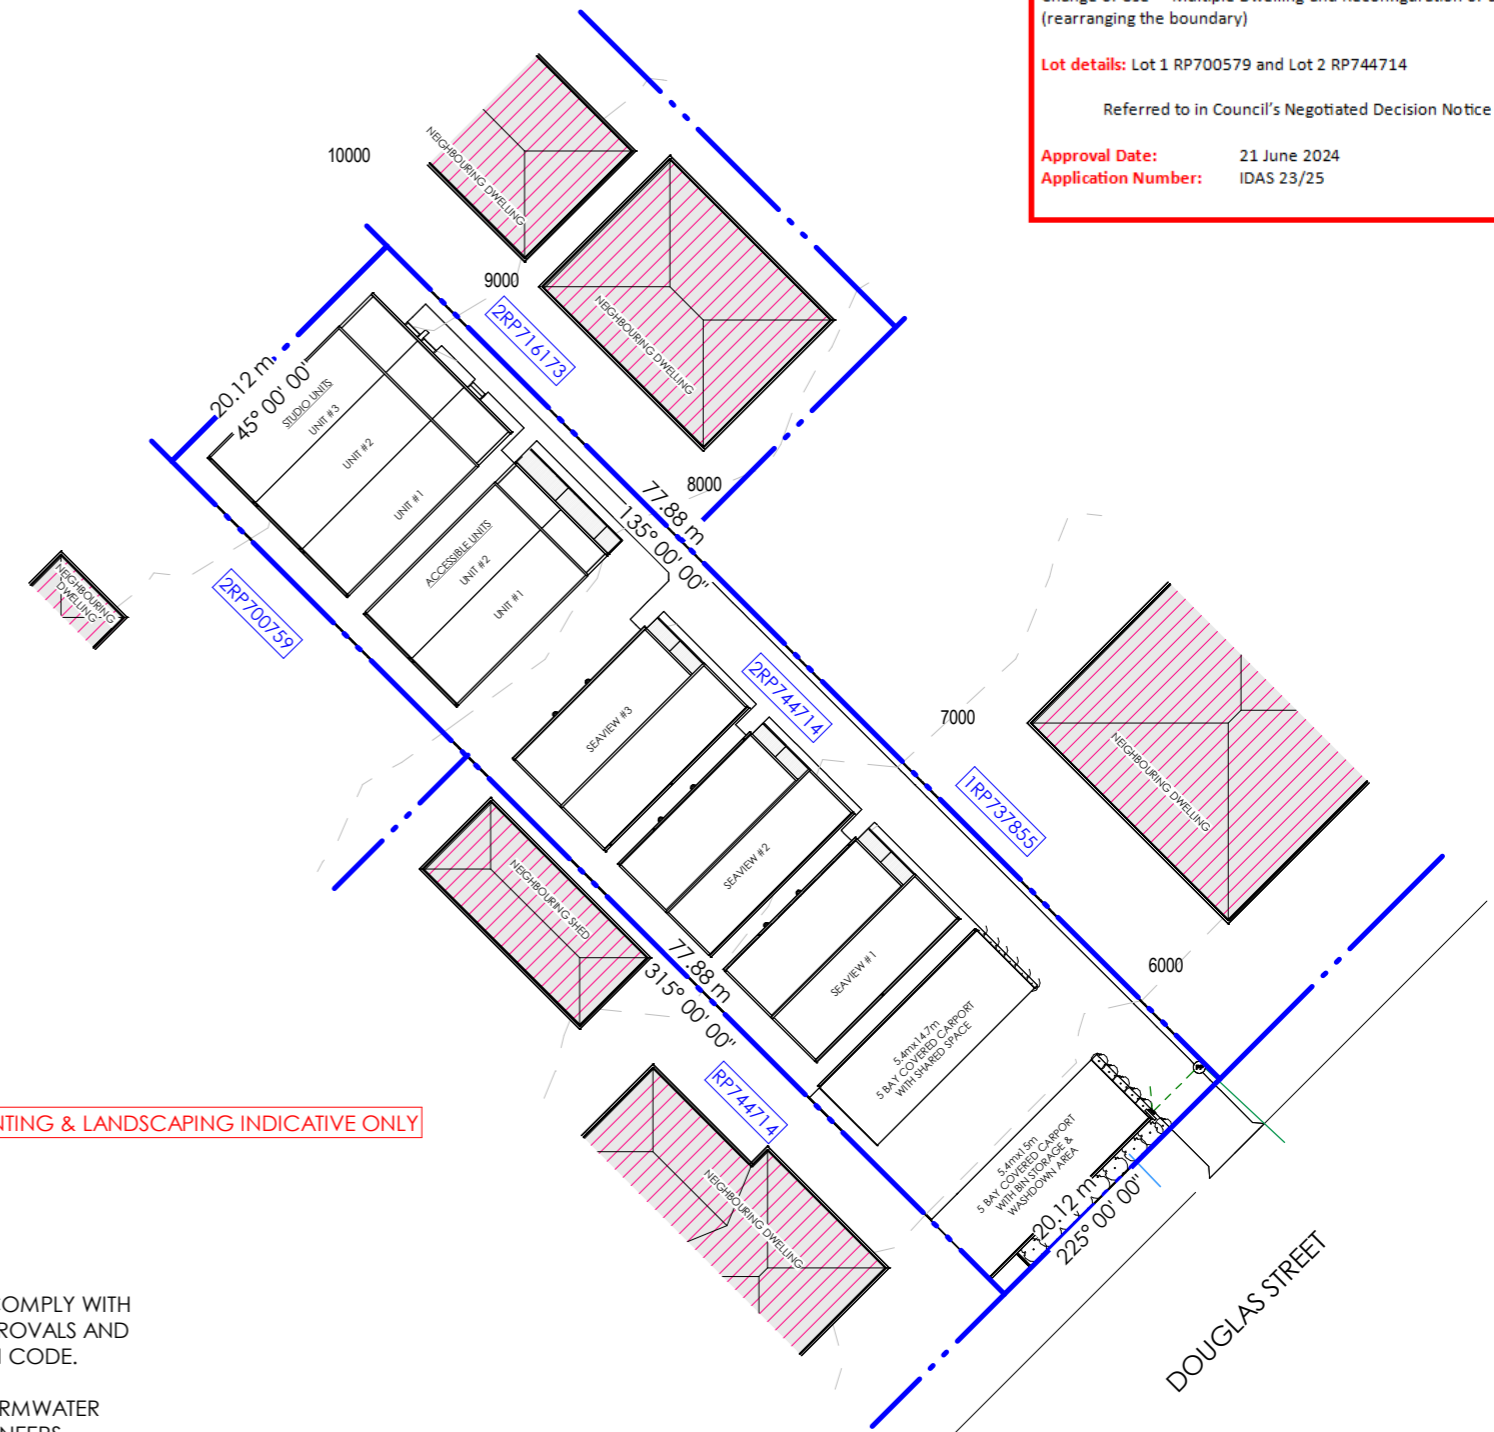 (rearranging the boundary)
Lot details: Lot 1 RP700579 and Lot 2 RP744714
Referred to in Council's Negotiated Decision Notice
Approval Date: 21 June 2024
Application Number: IDAS 23/25
10000
NEIGHBOURING DWELLING
9000
2RP716173
NEIGHBOURING DWELLING
20.12 m
45° 00' 00"
STUDIO UNITS
UNIT #3
UNIT #2
UNIT #1
8000
77.88 m
135° 00' 00"
ACCESSIBLE UNITS
UNIT #2
UNIT #1
NEIGHBOURING
DWELLING
2RP700759
2RP744714
SEAVIEW #3
7000
NEIGHBOURING DWELLING
1RP737855
SEAVIEW #2
NEIGHBOURING SHED
SEAVIEW #1
77.88 m
315° 00' 00"
6000
5.4mx14.7m
5 BAY COVERED CARPORT
WITH SHARED SPACE
RP744714
NTING & LANDSCAPING INDICATIVE ONLY
5.4mx15m
5 BAY COVERED CARPORT
WITH BIN STORAGE &
WASHDOWN AREA
NEIGHBOURING DWELLING
20.12 m
225° 00' 00"
DOUGLAS STREET
COMPLY WITH
ROVALS AND
CODE.
RMWATER